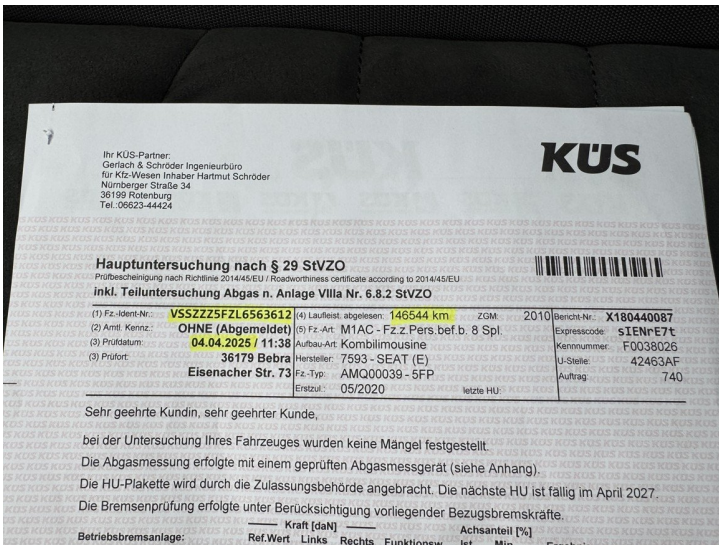 KÜS
Ihr KÜS-Partner:
Gerlach & Schröder Ingenieurbüro
für Kfz-Wesen Inhaber Hartmut Schröder
Nürnberger Straße 34
36199 Rotenburg
Tel.:06623-44424
Hauptuntersuchung nach § 29 StVZO
Prüfbescheinigung nach Richtlinie 2014/45/EU / Roadworthiness certificate according to 2014/45/EU
inkl. Teiluntersuchung Abgas n. Anlage VIIIa Nr. 6.8.2 StVZO
(1) Fz.-Ident-Nr.: VSSZZZ5FZL6563612 (4) Laufleist. abgelesen: 146544 km ZGM: 2010 Bericht-Nr.: X180440087
(2) Amtl. Kennz.: OHNE (Abgemeldet) (5) Fz.-Art: M1AC - Fz.z.Pers.bef.b. 8 Spl. Expresscode: sIENrE7t
(3) Prüfdatum: 04.04.2025 / 11:38 Aufbau-Art: Kombilimousine Kennnummer: F0038026
(3) Prüfort: 36179 Bebra Hersteller: 7593 - SEAT (E) U-Stelle: 42463AF
Eisenacher Str. 73 Fz.-Typ: AMQ00039 - 5FP Auftrag: 740
Erstzul.: 05/2020 letzte HU:
Sehr geehrte Kundin, sehr geehrter Kunde,
bei der Untersuchung Ihres Fahrzeuges wurden keine Mängel festgestellt.
Die Abgasmessung erfolgte mit einem geprüften Abgasmessgerät (siehe Anhang).
Die HU-Plakette wird durch die Zulassungsbehörde angebracht. Die nächste HU ist fällig im April 2027.
Die Bremsenprüfung erfolgte unter Berücksichtigung vorliegender Bezugsbremskräfte.
Kraft [daN] Achsanteil [%]
Betriebsbremsanlage: Ref.Wert Links Rechts